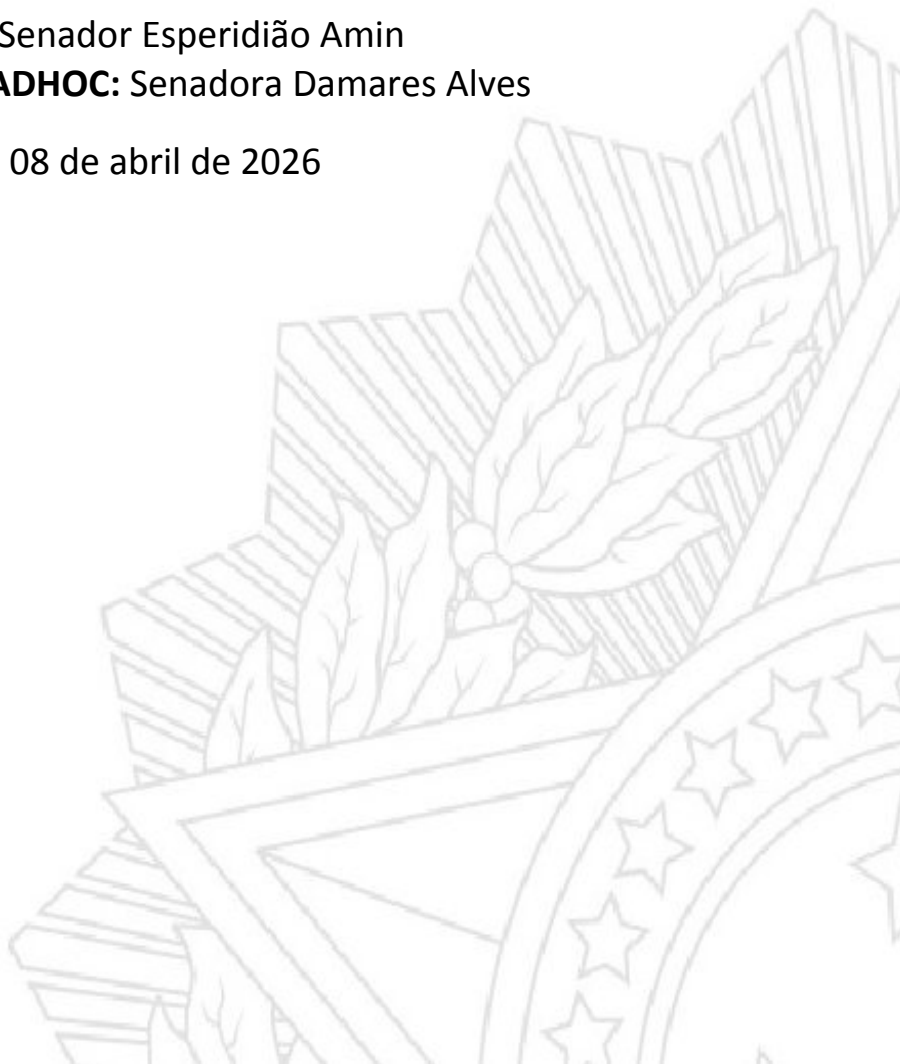 Senador Esperidião Amin
ADHOC: Senadora Damares Alves
08 de abril de 2026